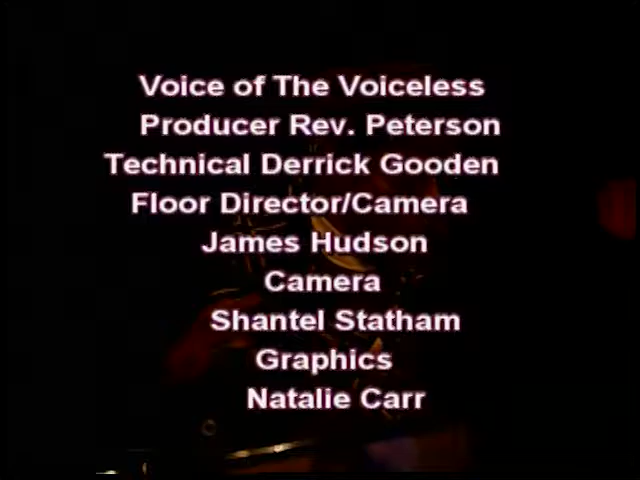 Voice of The Voiceless
Producer Rev. Peterson
Technical Derrick Gooden
Floor Director/Camera
James Hudson
Camera
Shantel Statham
Graphics
Natalie Carr